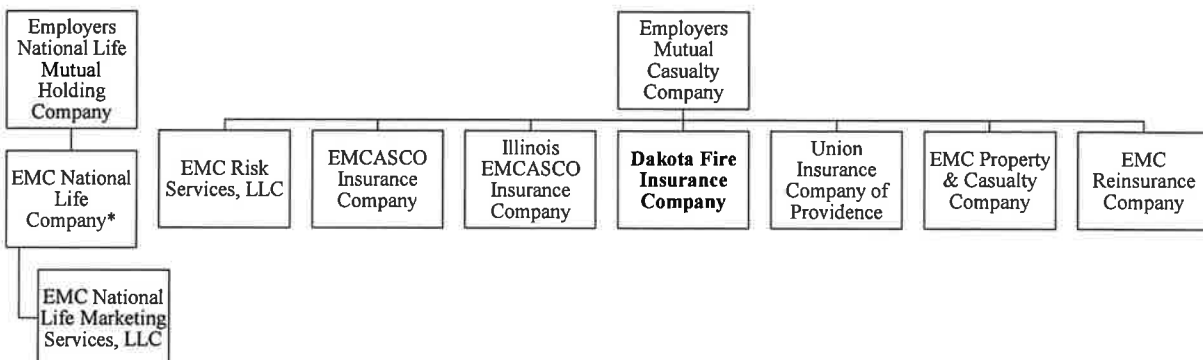 Employers
National Life
Mutual
Holding
Company
Employers
Mutual
Casualty
Company
EMC National
Life
Company*
EMC Risk
Services, LLC
EMCASCO
Insurance
Company
Illinois
EMCASCO
Insurance
Company
Dakota Fire
Insurance
Company
Union
Insurance
Company of
Providence
EMC Property
& Casualty
Company
EMC
Reinsurance
Company
EMC National
Life Marketing
Services, LLC